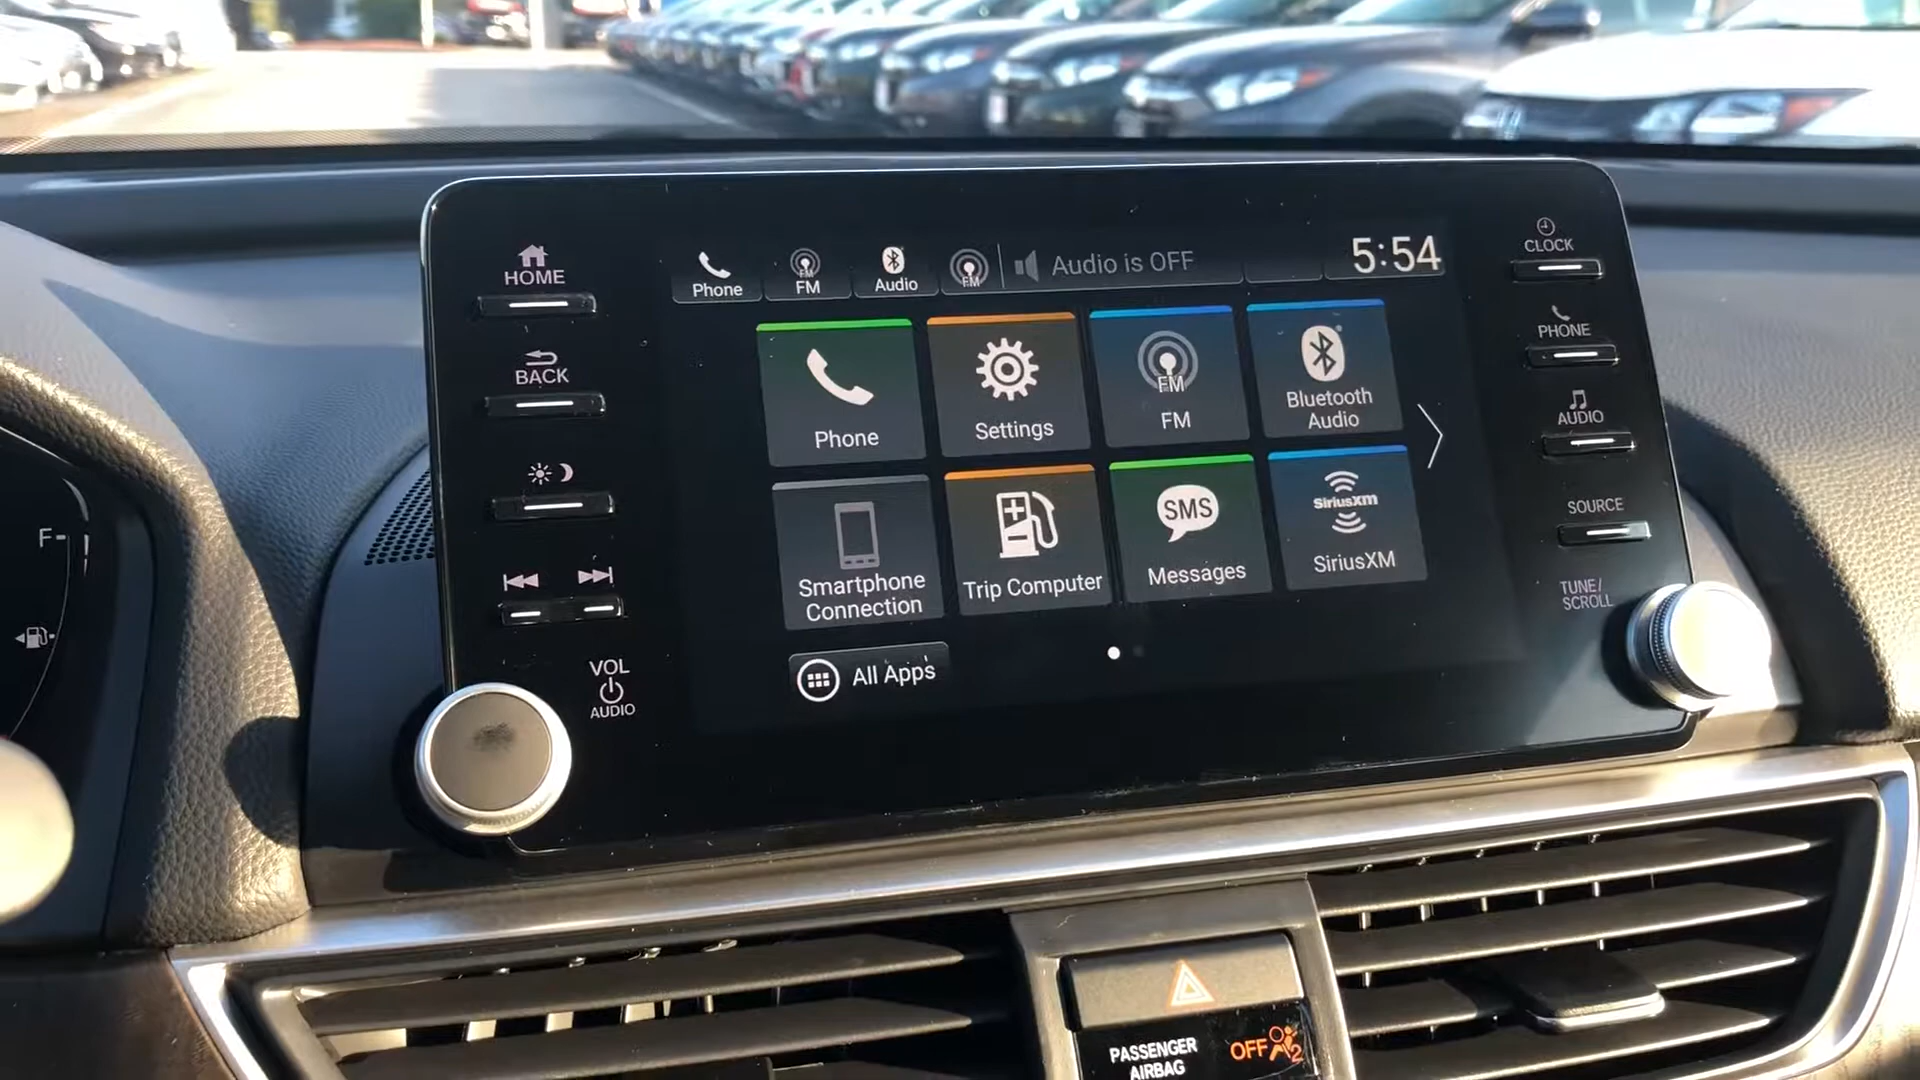 HOME
BACK
VOL
AUDIO
Phone
FM
FM
Audio
FM
Audio is OFF
5:54
Phone
Settings
FM
FM
Bluetooth
Audio
Smartphone
Connection
Trip Computer
SMS
Messages
SiriusXM
SiriusXM
All Apps
CLOCK
PHONE
AUDIO
SOURCE
TUNE/
SCROLL
F
PASSENGER
AIRBAG
OFF
2